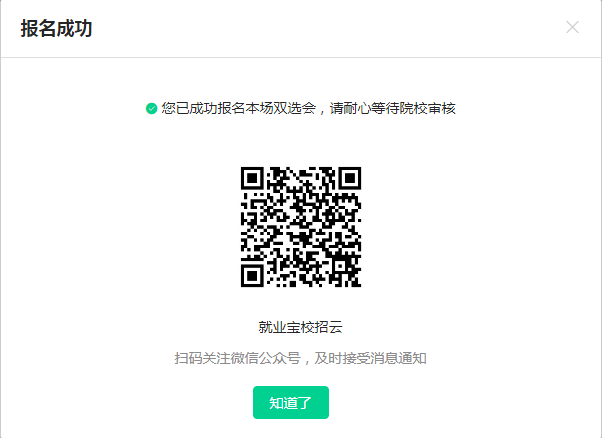 报名成功
您已成功报名本场双选会，请耐心等待院校审核
就业宝校招云
扫码关注微信公众号，及时接受消息通知
知道了